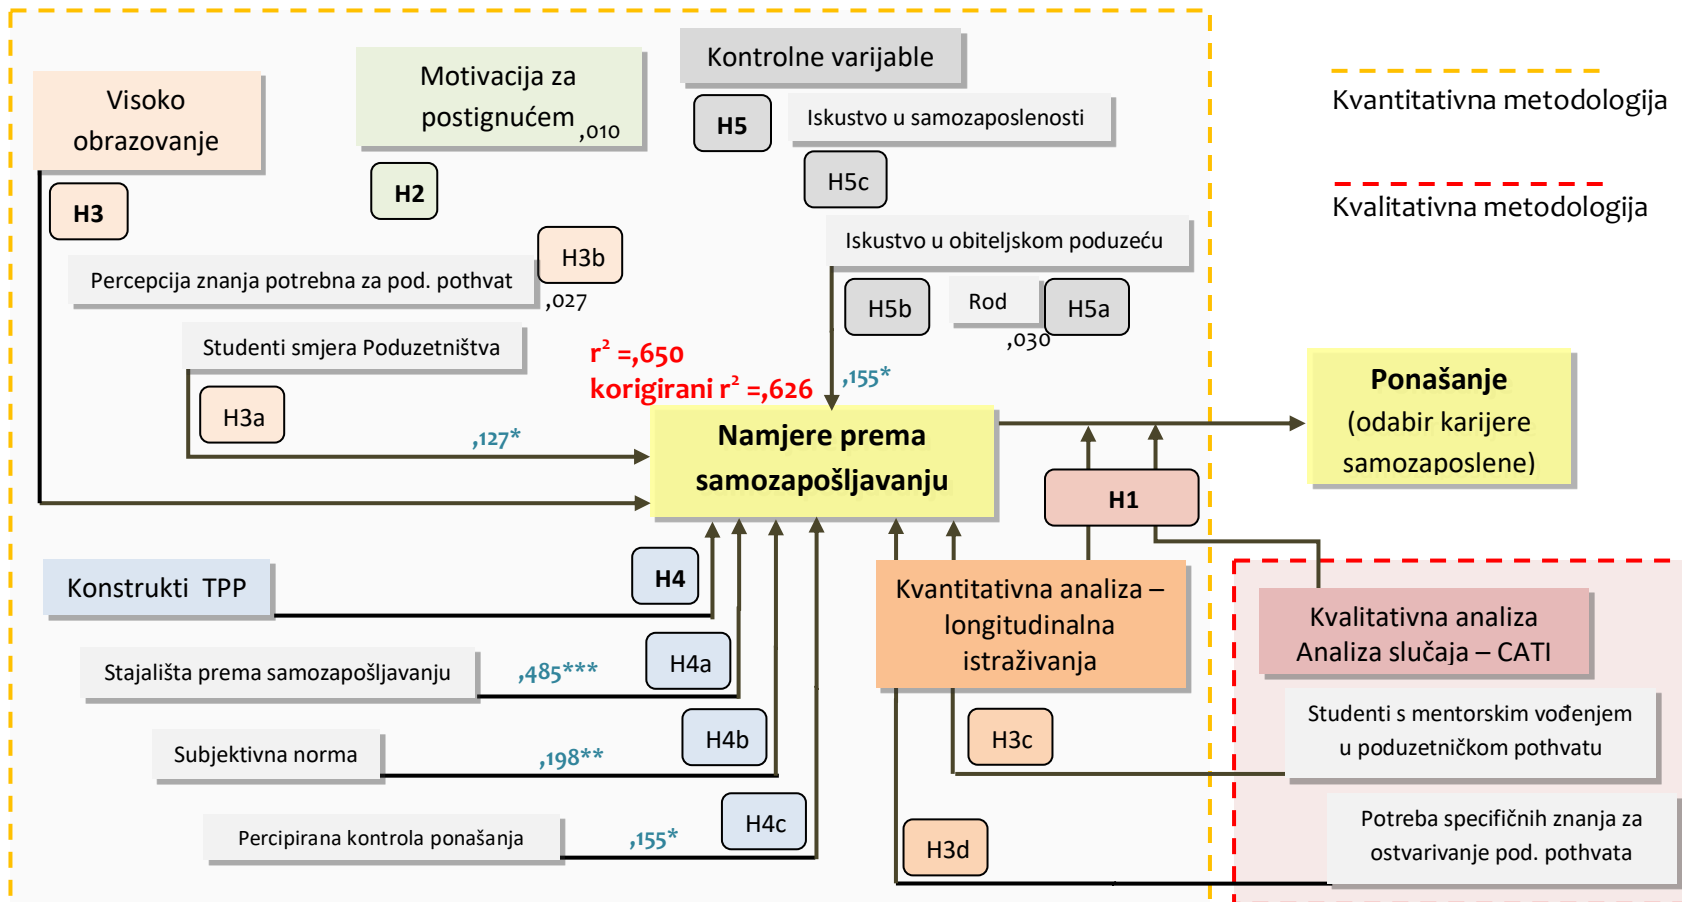 Visoko
obrazovanje
H3
Motivacija za
postignućem ,010
H2
Kontrolne varijable
H5
Iskustvo u samozaposlenosti
H5c
Iskustvo u obiteljskom poduzeću
H5b
Rod
H5a
,030
Kvantitativna metodologija
Kvalitativna metodologija
Percepcija znanja potrebna za pod. pothvat
H3b
,027
Studenti smjera Poduzetništva
H3a
,127*
r² =,650
korigirani r² =,626
,155*
Namjere prema
samozapošljavanju
Ponašanje
(odabir karijere
samozaposlene)
H1
Konstrukti TPP
H4
Stajališta prema samozapošljavanju
,485***
H4a
Subjektivna norma
,198**
H4b
Percipirana kontrola ponašanja
,155*
H4c
Kvantitativna analiza –
longitudinalna
istraživanja
H3c
H3d
Kvalitativna analiza
Analiza slučaja – CATI
Studenti s mentorskim vođenjem
u poduzetničkom pothvatu
Potreba specifičnih znanja za
ostvarivanje pod. pothvata